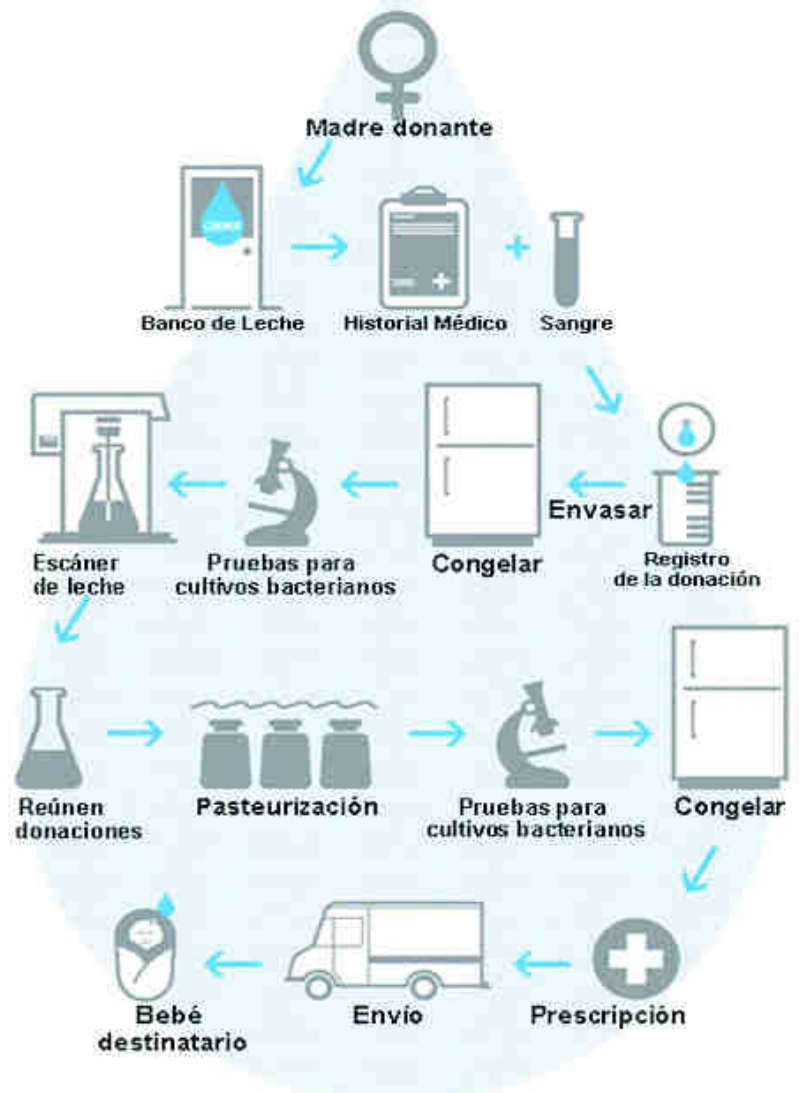 Madre donante
Banco de Leche
Historial Médico
Sangre
Envasar
Registro
de la donación
Congelar
Pruebas para
cultivos bacterianos
Escáner
de leche
Reúnen
donaciones
Pasteurización
Pruebas para
cultivos bacterianos
Congelar
Prescripción
Envío
Bebé
destinatario